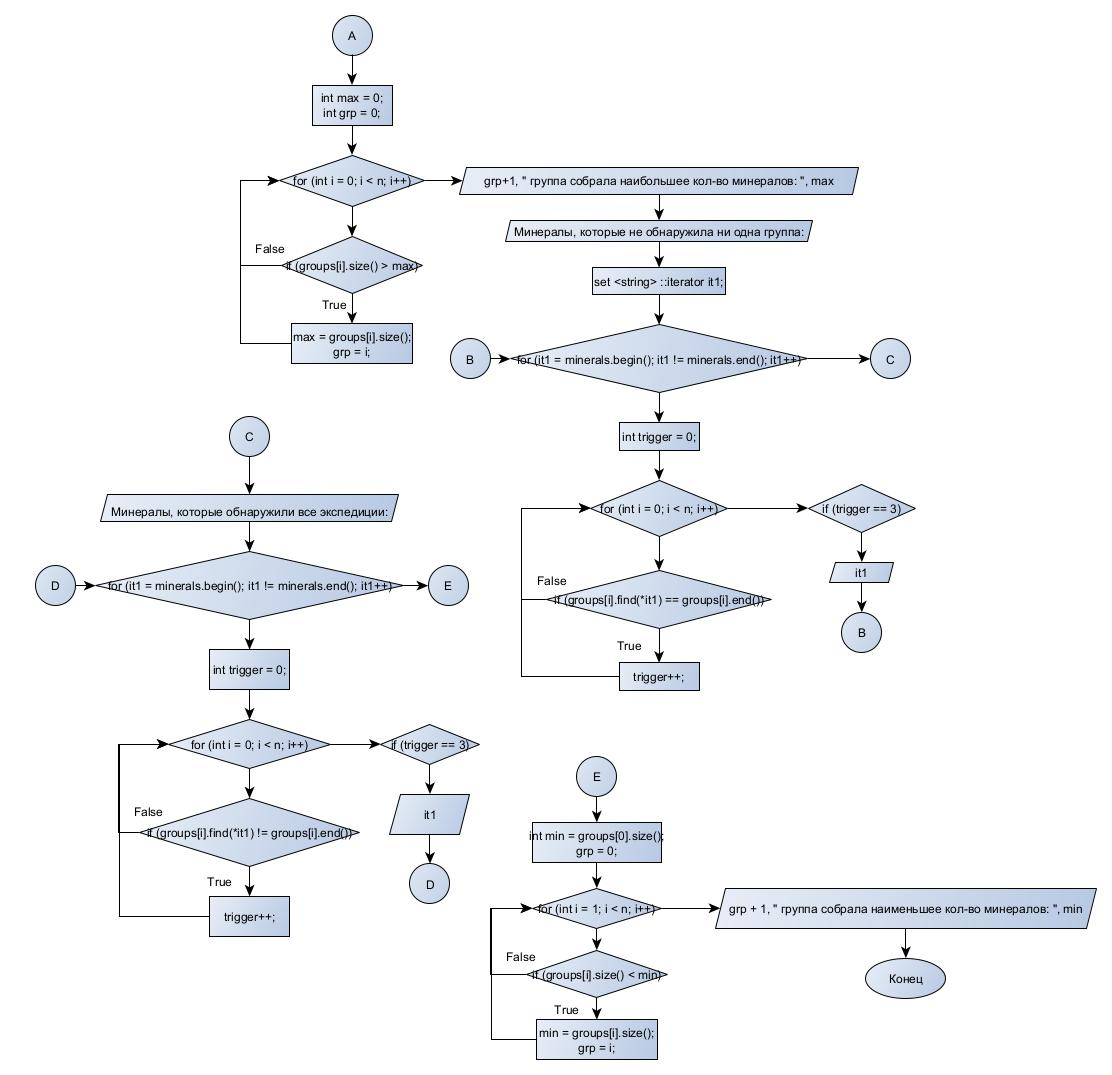 A
int max = 0;
int grp = 0;
for (int i = 0; i < n; i++)
grp+1, " группа собрала наибольшее кол-во минералов: ", max
False
if (groups[i].size() > max)
True
max = groups[i].size();
grp = i;
Минералы, которые не обнаружила ни одна группа:
set <string> ::iterator it1;
B
for (it1 = minerals.begin(); it1 != minerals.end(); it1++)
C
int trigger = 0;
for (int i = 0; i < n; i++)
if (trigger == 3)
False
if (groups[i].find(*it1) == groups[i].end())
it1
B
True
trigger++;
C
Минералы, которые обнаружили все экспедиции:
D
for (it1 = minerals.begin(); it1 != minerals.end(); it1++)
E
int trigger = 0;
for (int i = 0; i < n; i++)
if (trigger == 3)
False
if (groups[i].find(*it1) != groups[i].end())
it1
D
True
trigger++;
E
int min = groups[0].size();
grp = 0;
for (int i = 1; i < n; i++)
grp + 1, " группа собрала наименьшее кол-во минералов: ", min
False
if (groups[i].size() < min)
Конец
True
min = groups[i].size();
grp = i;